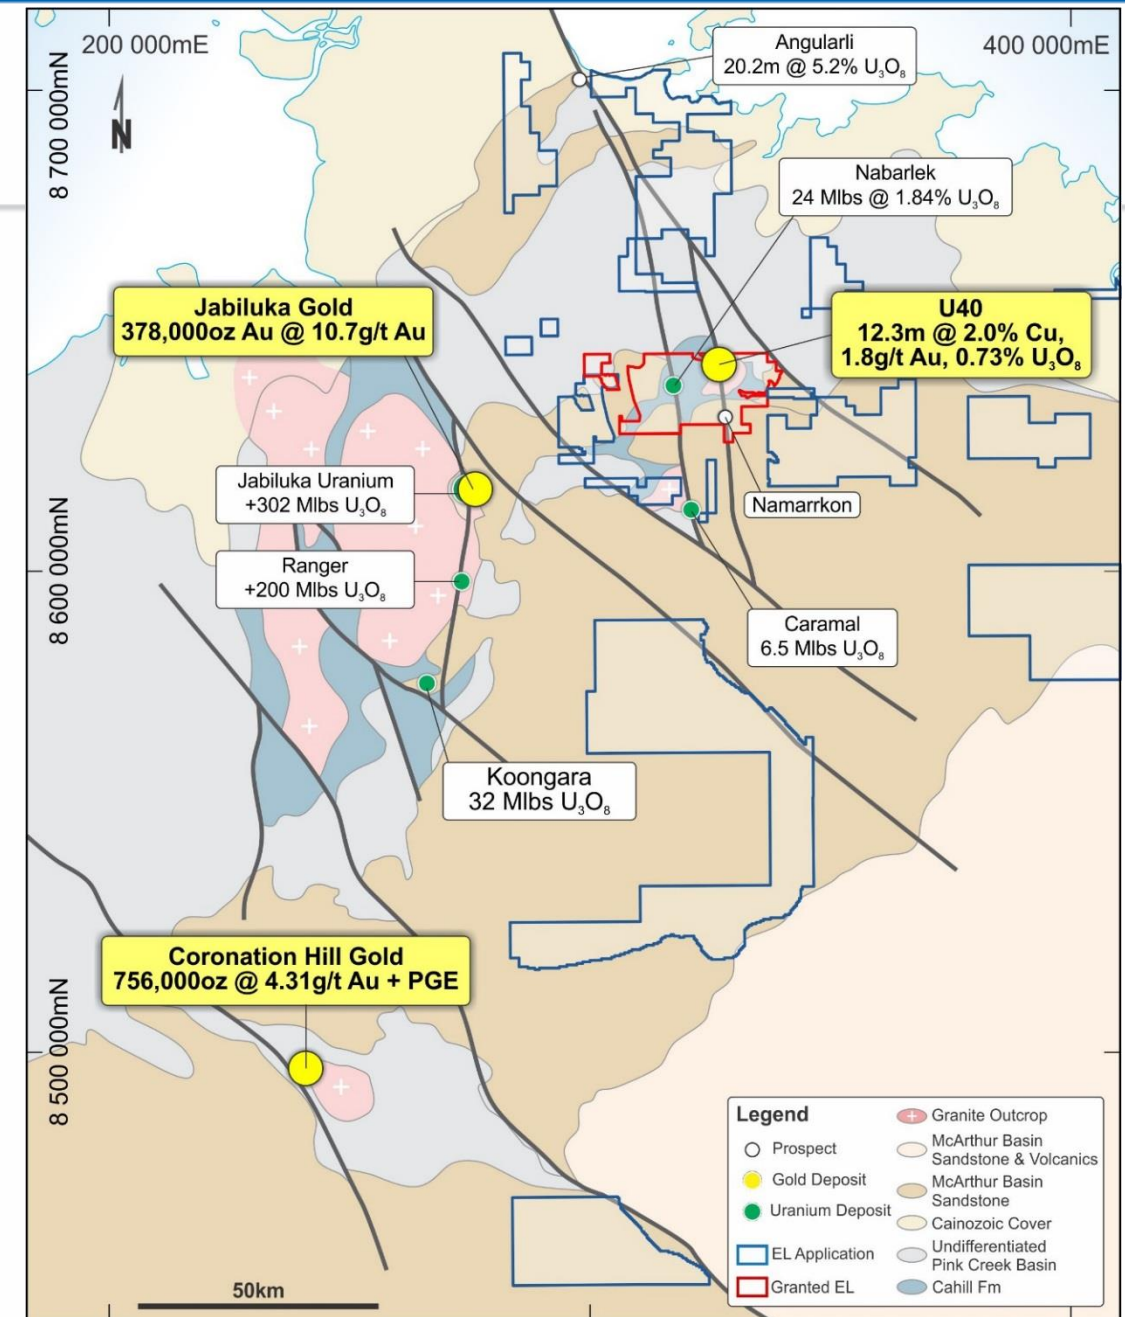 200 000mE
400 000mE
8 700 000mN
N
Angularli
20.2m @ 5.2% U₃O₈
Nabarlek
24 Mlbs @ 1.84% U₃O₈
Jabiluka Gold
378,000oz Au @ 10.7g/t Au
U40
12.3m @ 2.0% Cu,
1.8g/t Au, 0.73% U₃O₈
Jabiluka Uranium
+302 Mlbs U₃O₈
Namarrkon
8 600 000mN
Ranger
+200 Mlbs U₃O₈
Caramal
6.5 Mlbs U₃O₈
Koongara
32 Mlbs U₃O₈
Coronation Hill Gold
756,000oz @ 4.31g/t Au + PGE
8 500 000mN
50km
Legend
Prospect
Gold Deposit
Uranium Deposit
EL Application
Granted EL
Granite Outcrop
McArthur Basin
Sandstone & Volcanics
McArthur Basin
Sandstone
Cainozoic Cover
Undifferentiated
Pink Creek Basin
Cahill Fm